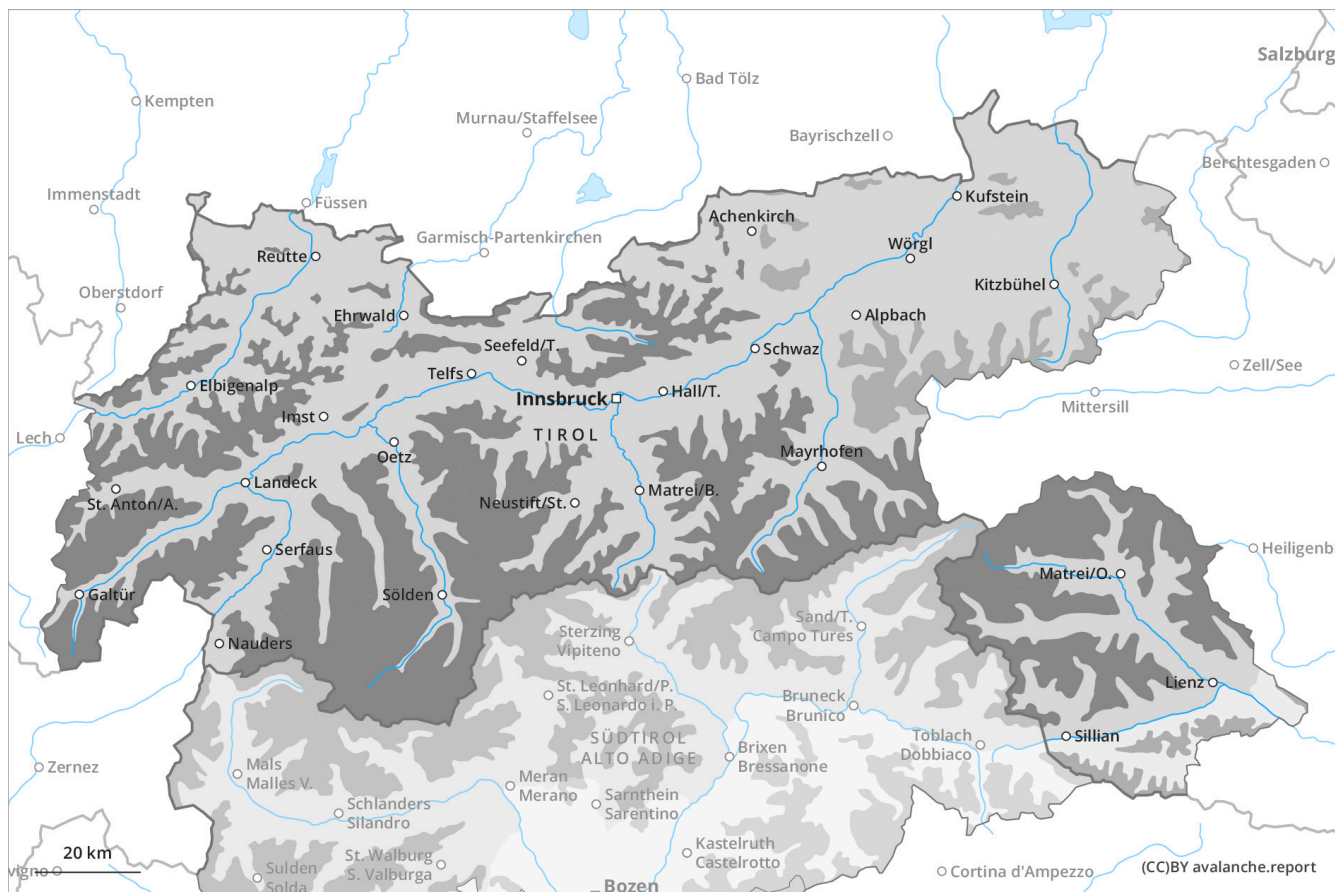 Salzburg
Bad Tölz
Kempten
Murnau/Staffelsee
Bayrischzell
Berchtesgaden
Immenstadt
Füssen
Kufstein
Achenkirch
Garmisch-Partenkirchen
Wörgl
Reutte
Kitzbühel
Oberstdorf
Ehrwald
Alpbach
Seefeld/T.
Schwaz
Zell/See
Telfs
Elbigenalp
Hall/T.
Innsbruck
Mittersill
Imst
Lech
TIROL
Oetz
Mayrhofen
Landeck
Matrei/B.
St. Anton/A.
Neustift/St.
Serfaus
Heiligenb
Matrei/O.
Galtür
Sölden
Sand/T.
Campo Tures
Sterzing
Vipiteno
Nauders
Lienz
St. Leonhard/P.
S. Leonardo i. P.
Bruneck
Brunico
SÜDTIROL
ALTO ADIGE
Toblach
Dobbiaco
Sillian
Brixen
Bressanone
Zernez
Mals
Malles V.
Meran
Merano
Sarnthein
Sarentino
Schlanders
Silandro
Kastelruth
Castelrotto
20 km
St. Walburg
S. Valburga
vigno
Sulden
Solda
Cortina d'Ampezzo
(CC)BY avalanche.report
Bozen